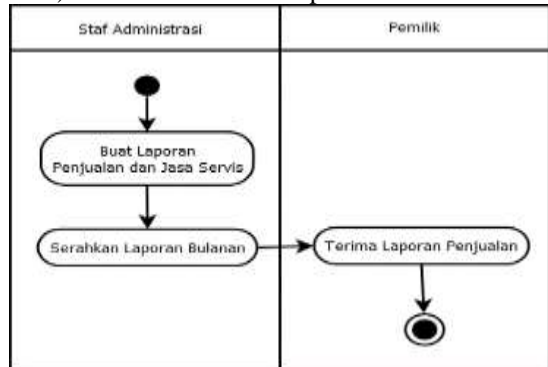 Staf Administrasi
Pemilik
Buat Laporan
Penjualan dan Jasa Servis
Serahkan Laporan Bulanan
Terima Laporan Penjualan